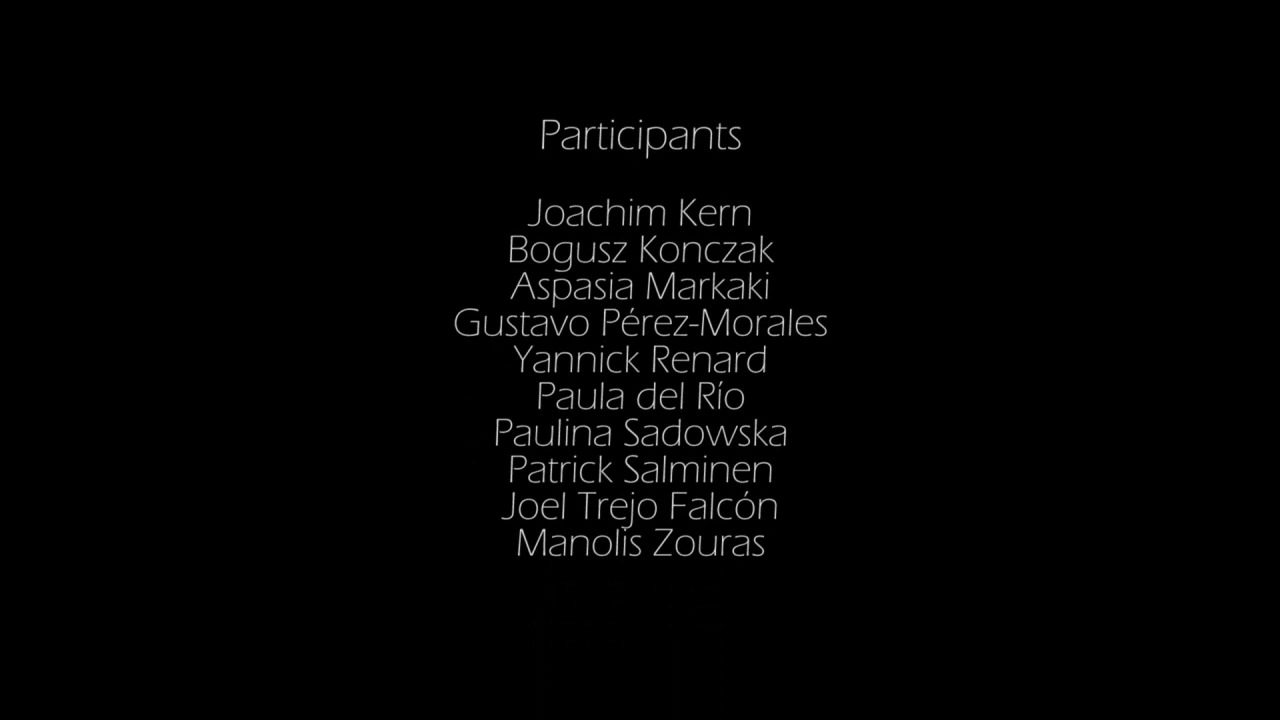 Participants
Joachim Kern
Bogusz Konczak
Aspasia Markaki
Gustavo Pérez-Morales
Yannick Renard
Paula del Río
Paulina Sadowska
Patrick Salminen
Joel Trejo Falcón
Manolis Zouras